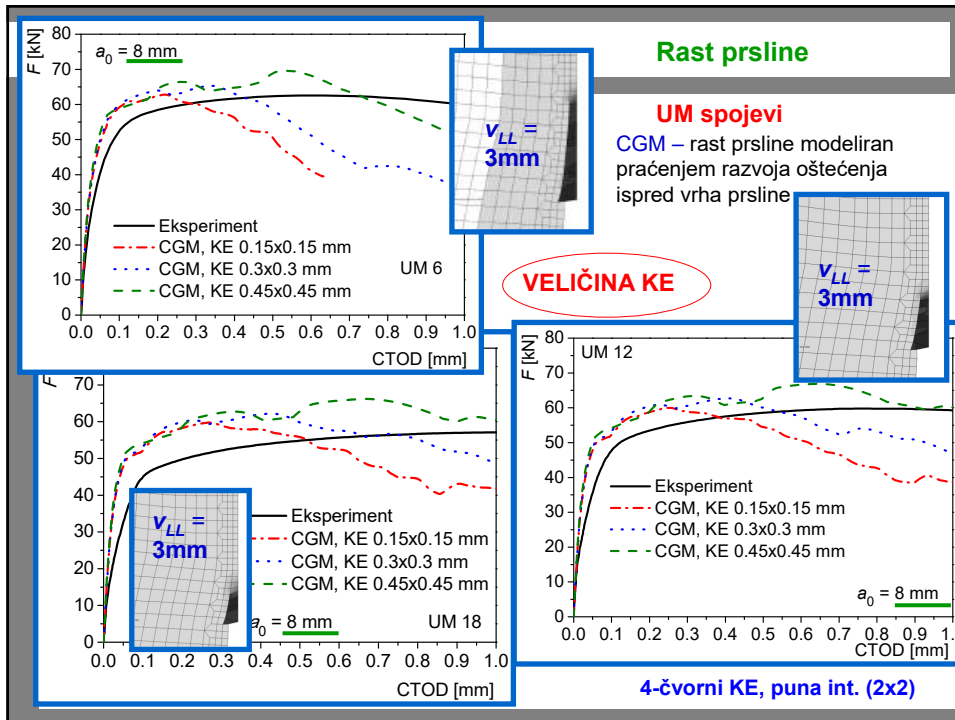 Rast prsline
UM spojevi
CGM – rast prsline modeliran
praćenjem razvoja oštećenja
ispred vrha prsline
VELIČINA KE
F [kN]
a0 = 8 mm
80
70
60
50
40
30
20
10
0
Eksperiment
CGM, KE 0.15x0.15 mm
CGM, KE 0.3x0.3 mm
CGM, KE 0.45x0.45 mm
UM 6
0.0 0.1 0.2 0.3 0.4 0.5 0.6 0.7 0.8 0.9 1.0
CTOD [mm]
vLL =
3mm
vLL =
3mm
F
80
70
60
50
40
30
20
10
0
vLL =
3mm
Eksperiment
CGM, KE 0.15x0.15 mm
CGM, KE 0.3x0.3 mm
CGM, KE 0.45x0.45 mm
a0 = 8 mm
UM 18
0.0 0.1 0.2 0.3 0.4 0.5 0.6 0.7 0.8 0.9 1.0
CTOD [mm]
F [kN]
UM 12
80
70
60
50
40
30
20
10
0
Eksperiment
CGM, KE 0.15x0.15 mm
CGM, KE 0.3x0.3 mm
CGM, KE 0.45x0.45 mm
a0 = 8 mm
0.0 0.1 0.2 0.3 0.4 0.5 0.6 0.7 0.8 0.9 1.0
CTOD [mm]
4-čvorni KE, puna int. (2x2)